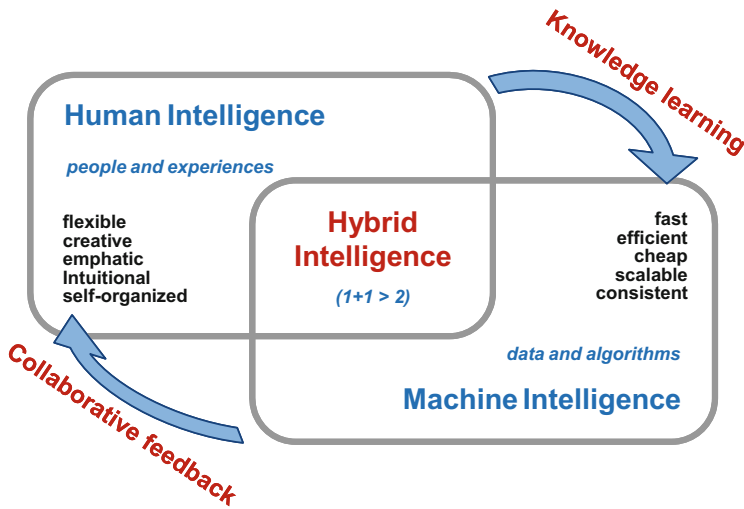 Knowledge learning
Human Intelligence
people and experiences
flexible
creative
emphatic
Intuitional
self-organized
Hybrid
Intelligence
(1+1 > 2)
fast
efficient
cheap
scalable
consistent
data and algorithms
Machine Intelligence
Collaborative feedback